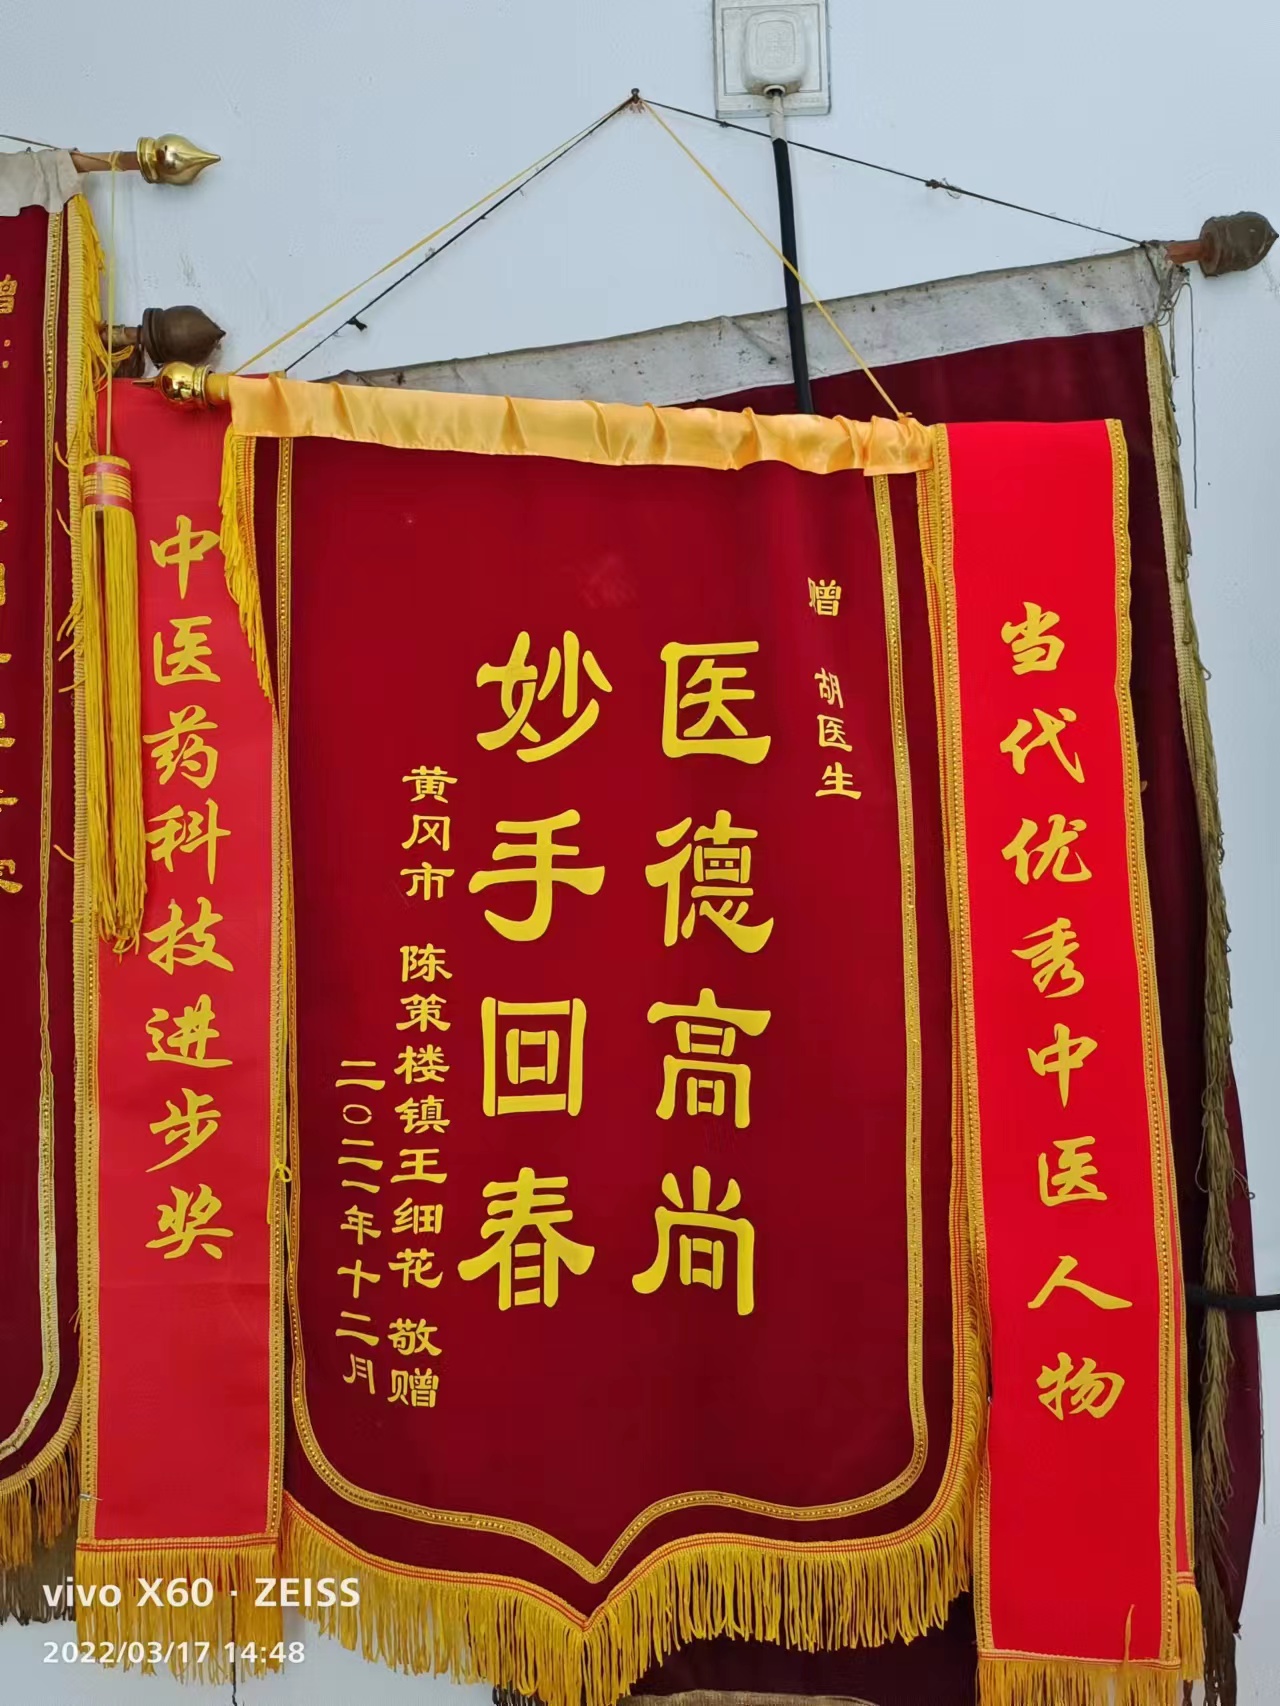 当代优秀中医人物
赠 胡医生
医德高尚
妙手回春
黄冈市 陈策楼镇王细花 敬赠
二〇二一年十二月
中医药科技进步奖
vivo X60 · ZEISS
2022/03/17 14:48